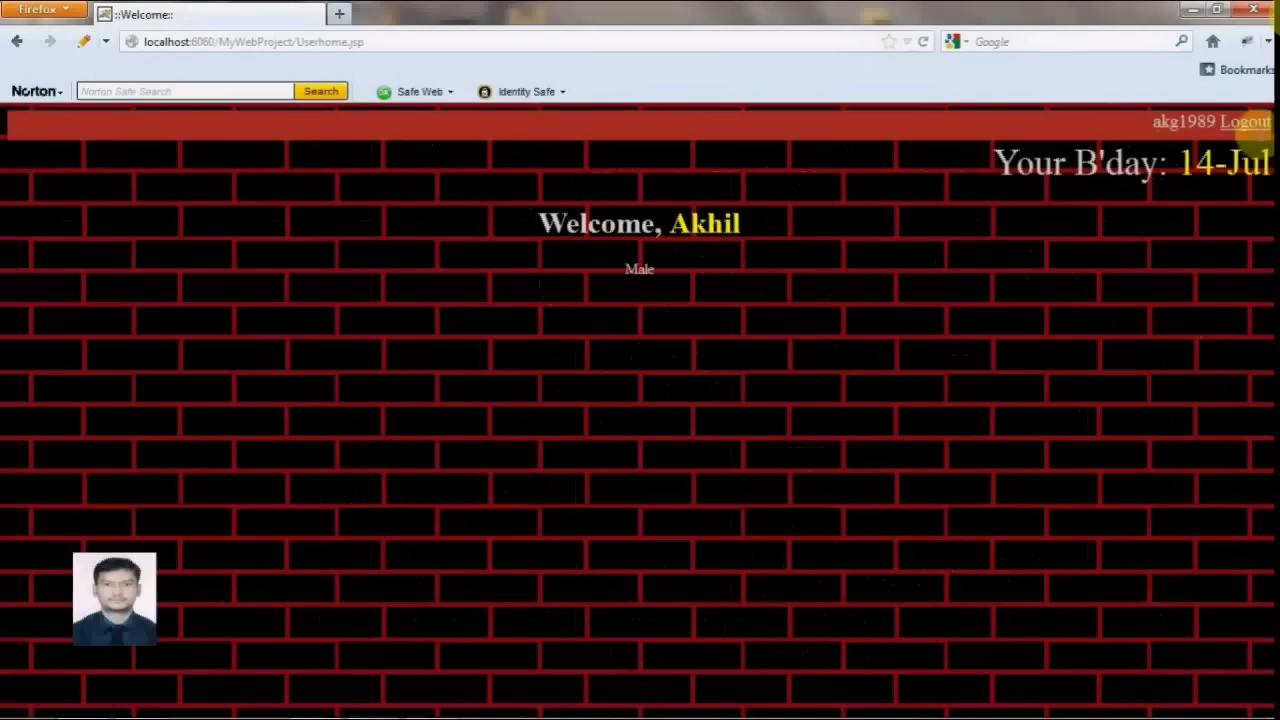 Firefox
::Welcome::
localhost:6060/MyWebProject/Userhome.jsp
Google
Bookmarks
Norton
Norton Safe Search
Search
Safe Web
Identity Safe
akg1989 Logout
Your B'day: 14-Jul
Welcome, Akhil
Male